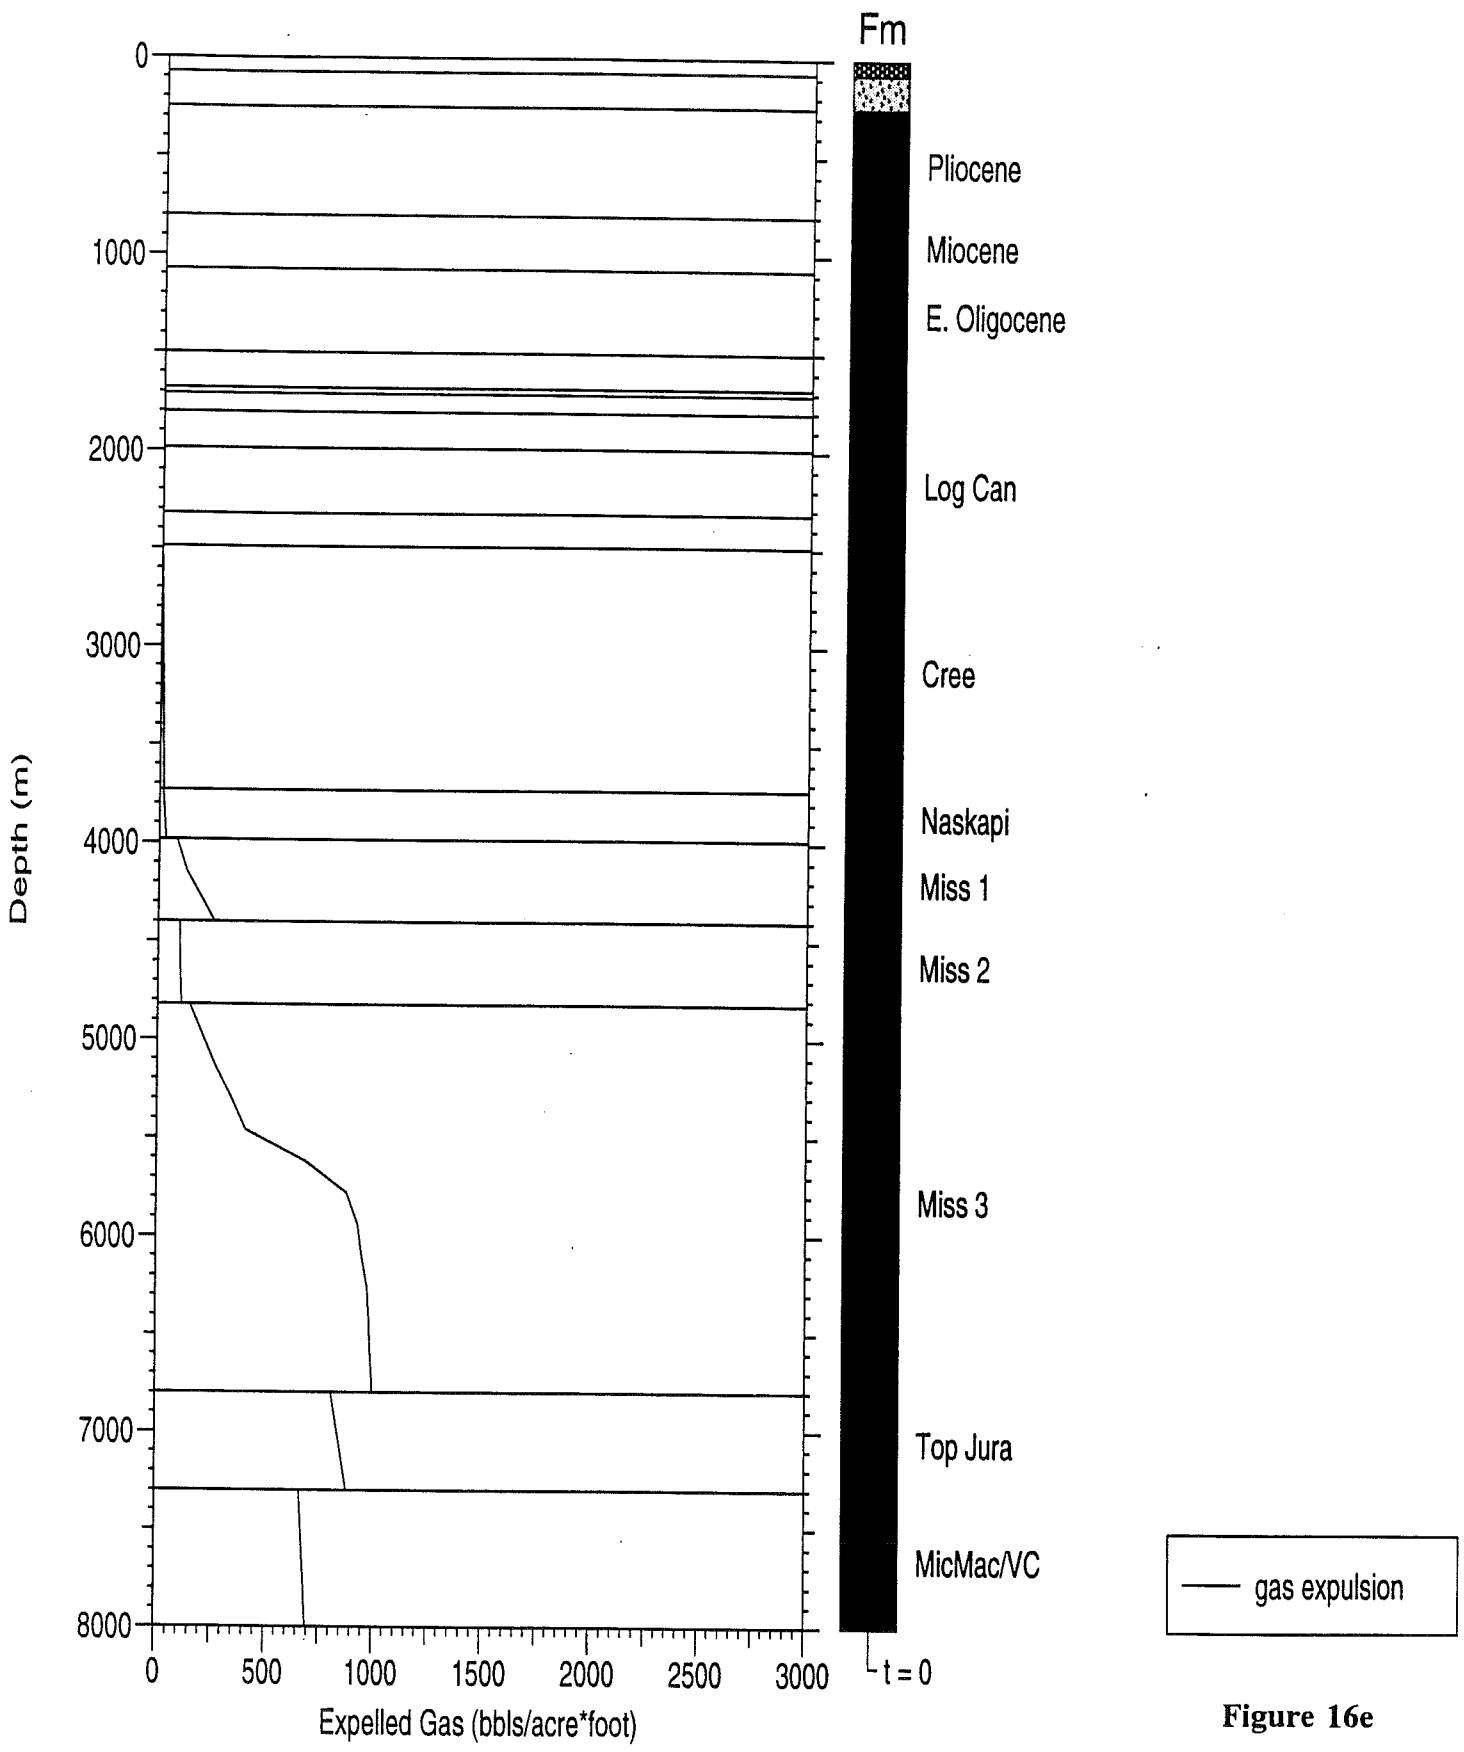 Fm
0
1000
2000
3000
4000
5000
6000
7000
8000
Depth (m)
Pliocene
Miocene
E. Oligocene
Log Can
Cree
Naskapi
Miss 1
Miss 2
Miss 3
Top Jura
MicMac/VC
gas expulsion
0 500 1000 1500 2000 2500 3000
t = 0
Expelled Gas (bbls/acre*foot)
Figure 16e